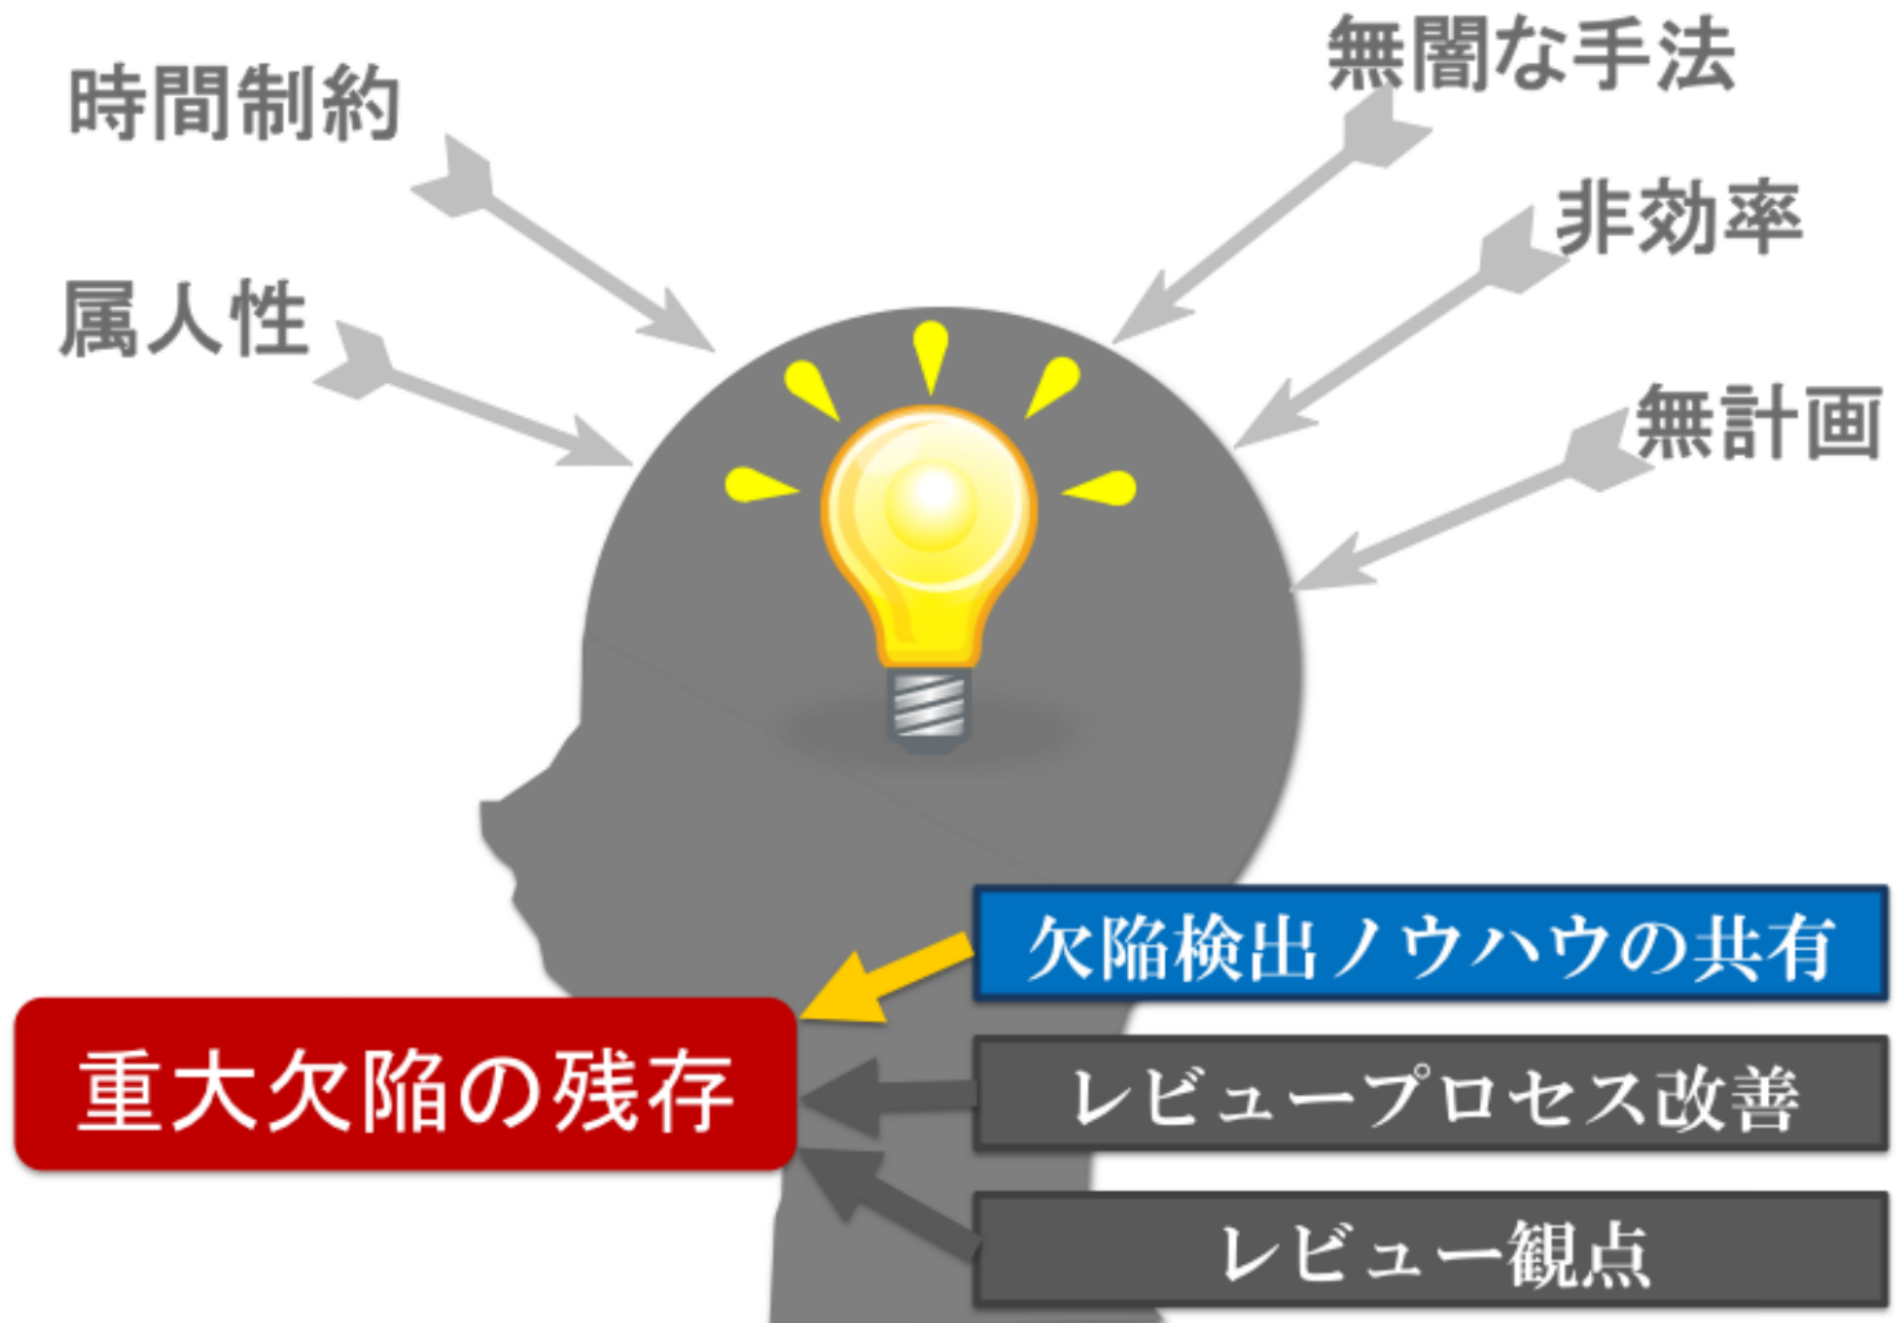 時間制約
無闇な手法
属人性
非効率
無計画
欠陥検出ノウハウの共有
重大欠陥の残存
レビュープロセス改善
レビュー観点